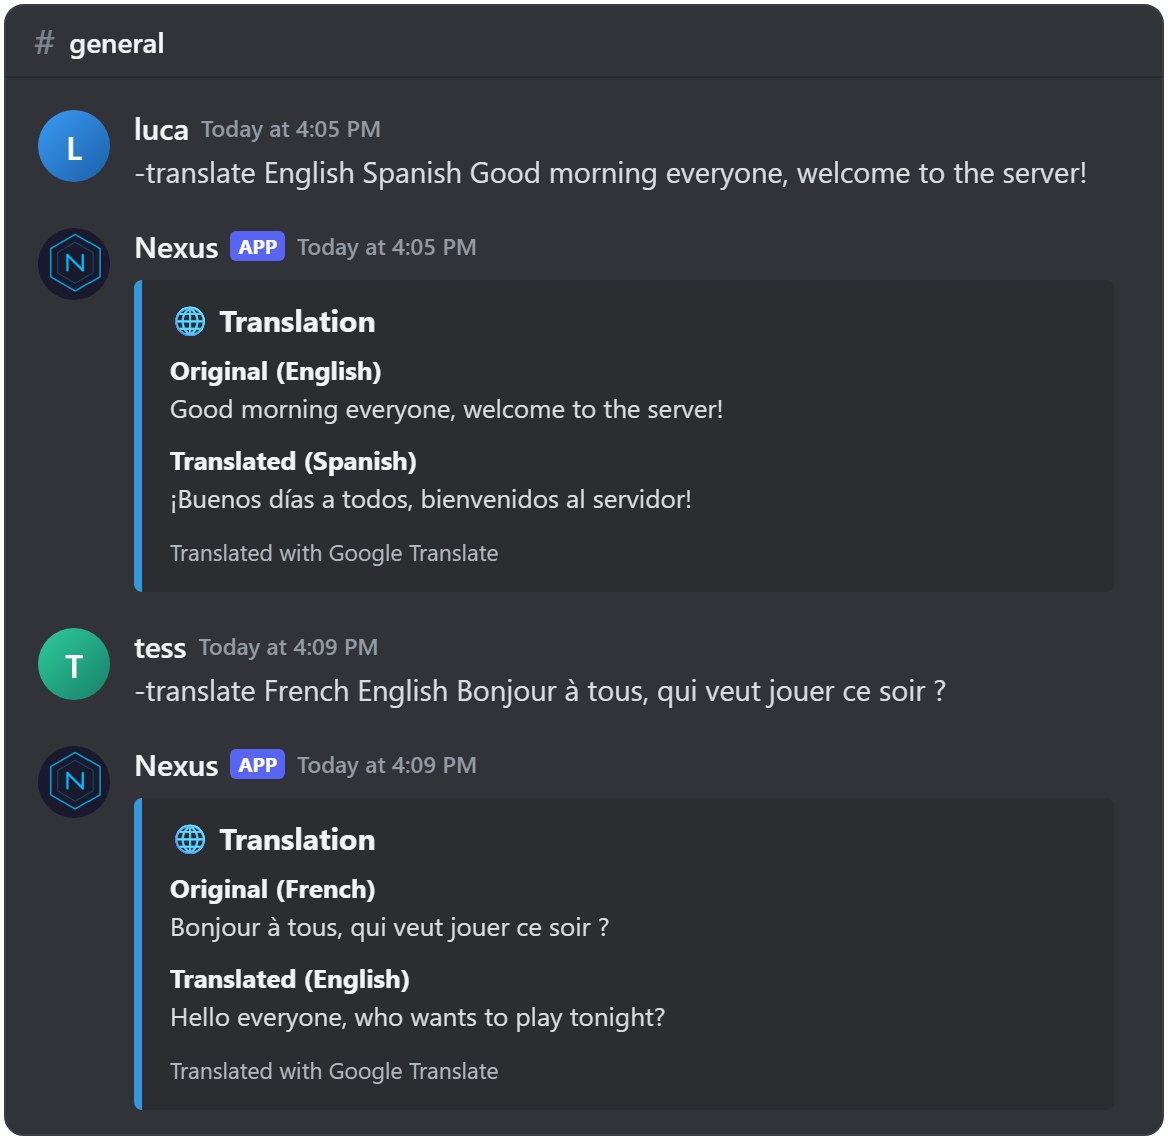 # general
L
luca Today at 4:05 PM
-translate English Spanish Good morning everyone, welcome to the server!
N
Nexus APP Today at 4:05 PM
🌐 Translation
Original (English)
Good morning everyone, welcome to the server!
Translated (Spanish)
¡Buenos días a todos, bienvenidos al servidor!
Translated with Google Translate
T
tess Today at 4:09 PM
-translate French English Bonjour à tous, qui veut jouer ce soir ?
N
Nexus APP Today at 4:09 PM
🌐 Translation
Original (French)
Bonjour à tous, qui veut jouer ce soir ?
Translated (English)
Hello everyone, who wants to play tonight?
Translated with Google Translate